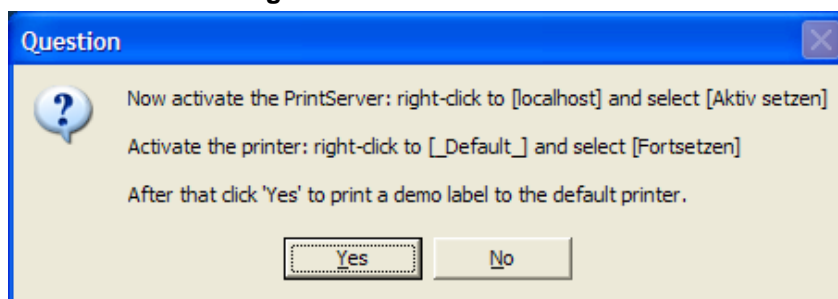 Question
Now activate the PrintServer: right-click to [localhost] and select [Aktiv setzen]
Activate the printer: right-click to [_Default_] and select [Fortsetzen]
After that click 'Yes' to print a demo label to the default printer.
Yes No